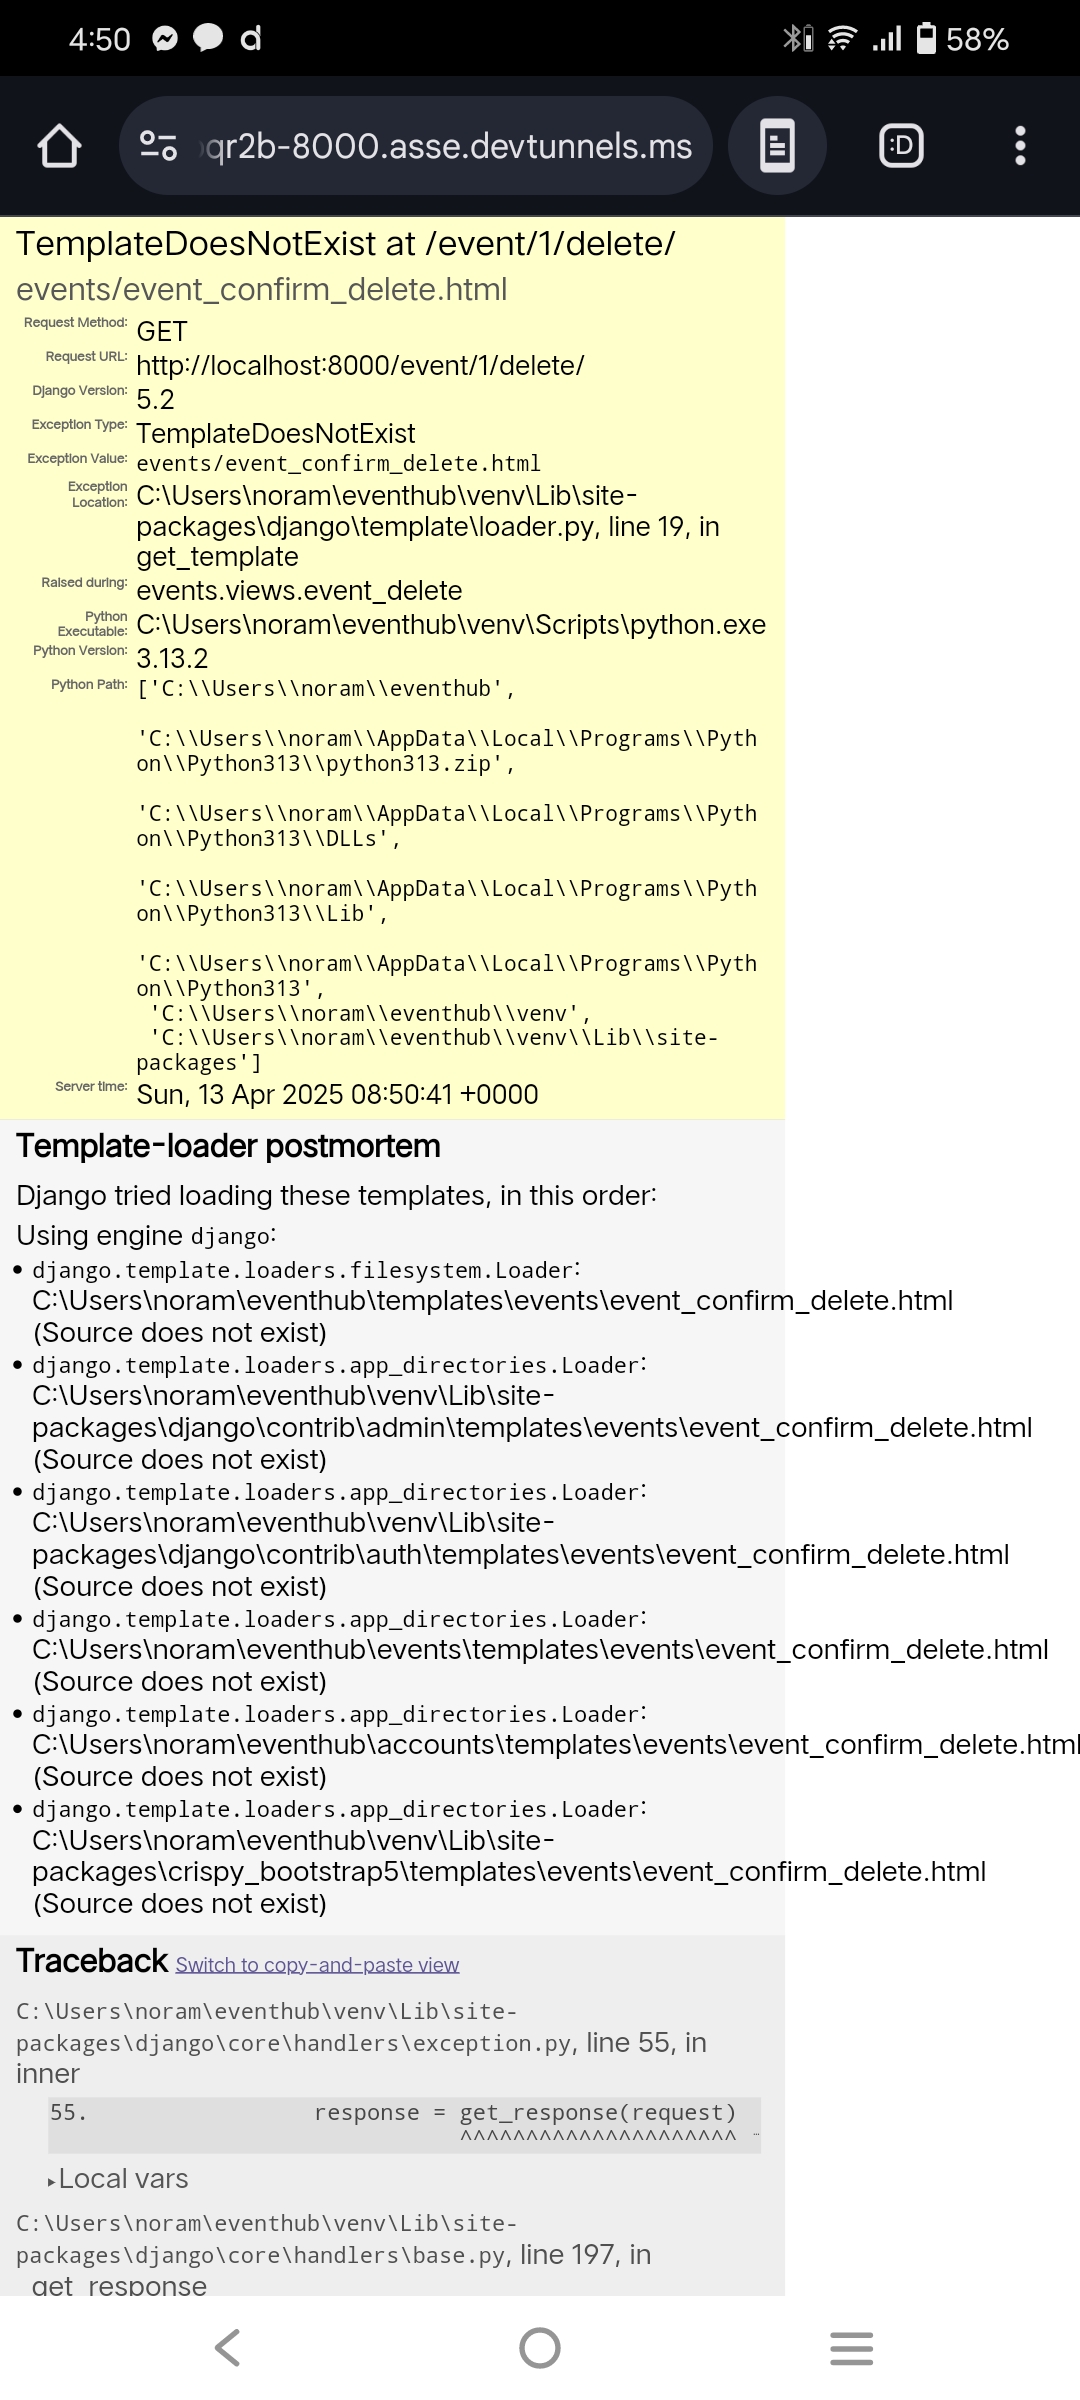 4:50
58%
qr2b-8000.asse.devtunnels.ms
:D
TemplateDoesNotExist at /event/1/delete/
events/event_confirm_delete.html
Request Method: GET
Request URL: http://localhost:8000/event/1/delete/
Django Version: 5.2
Exception Type: TemplateDoesNotExist
Exception Value: events/event_confirm_delete.html
Exception Location: C:\Users\noram\eventhub\venv\Lib\site-
packages\django\template\loader.py, line 19, in
get_template
Raised during: events.views.event_delete
Python Executable: C:\Users\noram\eventhub\venv\Scripts\python.exe
Python Version: 3.13.2
Python Path: ['C:\\Users\\noram\\eventhub',
'C:\\Users\\noram\\AppData\\Local\\Programs\\Pyth
on\\Python313\\python313.zip',
'C:\\Users\\noram\\AppData\\Local\\Programs\\Pyth
on\\Python313\\DLLs',
'C:\\Users\\noram\\AppData\\Local\\Programs\\Pyth
on\\Python313\\Lib',
'C:\\Users\\noram\\AppData\\Local\\Programs\\Pyth
on\\Python313',
'C:\\Users\\noram\\eventhub\\venv',
'C:\\Users\\noram\\eventhub\\venv\\Lib\\site-
packages']
Server time: Sun, 13 Apr 2025 08:50:41 +0000
Template-loader postmortem
Django tried loading these templates, in this order:
Using engine django:
• django.template.loaders.filesystem.Loader:
C:\Users\noram\eventhub\templates\events\event_confirm_delete.html
(Source does not exist)
• django.template.loaders.app_directories.Loader:
C:\Users\noram\eventhub\venv\Lib\site-
packages\django\contrib\admin\templates\events\event_confirm_delete.html
(Source does not exist)
• django.template.loaders.app_directories.Loader:
C:\Users\noram\eventhub\venv\Lib\site-
packages\django\contrib\auth\templates\events\event_confirm_delete.html
(Source does not exist)
• django.template.loaders.app_directories.Loader:
C:\Users\noram\eventhub\events\templates\events\event_confirm_delete.html
(Source does not exist)
• django.template.loaders.app_directories.Loader:
C:\Users\noram\eventhub\accounts\templates\events\event_confirm_delete.html
(Source does not exist)
• django.template.loaders.app_directories.Loader:
C:\Users\noram\eventhub\venv\Lib\site-
packages\crispy_bootstrap5\templates\events\event_confirm_delete.html
(Source does not exist)
Traceback Switch to copy-and-paste view
C:\Users\noram\eventhub\venv\Lib\site-
packages\django\core\handlers\exception.py, line 55, in
inner
55. response = get_response(request)
^^^^^^^^^^^^^^^^^^^^^ …
▸Local vars
C:\Users\noram\eventhub\venv\Lib\site-
packages\django\core\handlers\base.py, line 197, in
_get_response